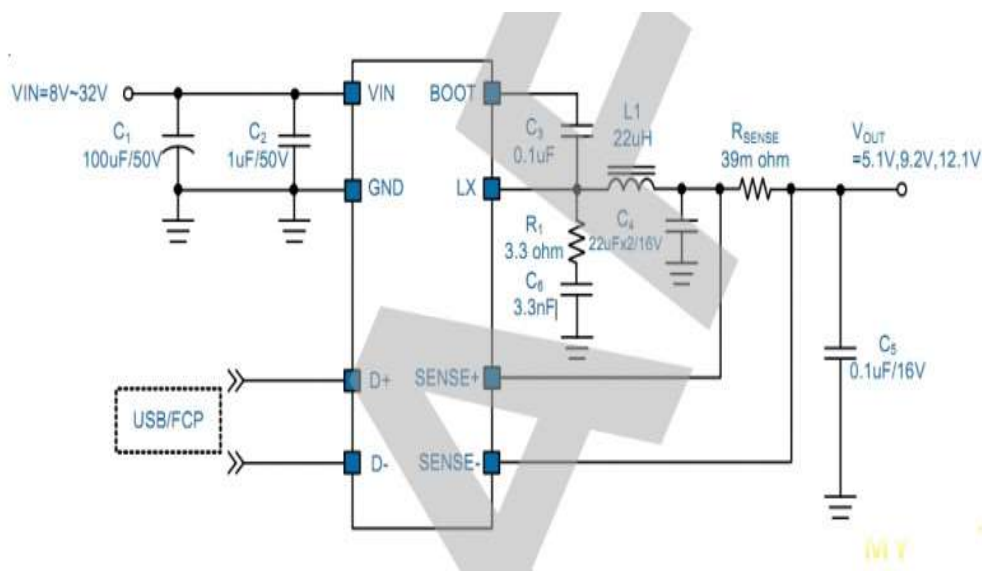 VIN=8V~32V
C1
100uF/50V
C2
1uF/50V
VIN
GND
D+
D-
USB/FCP
BOOT
LX
SENSE+
SENSE-
C3
0.1uF
L1
22uH
RSENSE
39m ohm
VOUT
=5.1V,9.2V,12.1V
R1
3.3 ohm
C6
3.3nF
C4
22uFx2/16V
C5
0.1uF/16V
MY